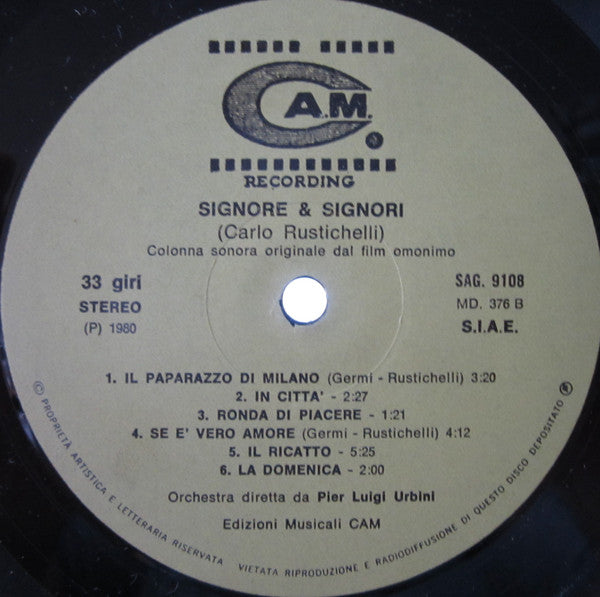 CAM.
RECORDING
SIGNORE & SIGNORI
(Carlo Rustichelli)
Colonna sonora originale dal film omonimo
33 giri
STEREO
(P) 1980
SAG. 9108
MD. 376 B
S.I.A.E.
1. IL PAPARAZZO DI MILANO (Germi - Rustichelli) 3:20
2. IN CITTA' - 2:27
3. RONDA DI PIACERE - 1:21
4. SE E' VERO AMORE (Germi - Rustichelli) 4:12
5. IL RICATTO - 5:25
6. LA DOMENICA - 2:00
Orchestra diretta da Pier Luigi Urbini
Edizioni Musicali CAM
© PROPRIETÀ ARTISTICA E LETTERARIA RISERVATA VIETATA RIPRODUZIONE E RADIODIFFUSIONE DI QUESTO DISCO DEPOSITATO